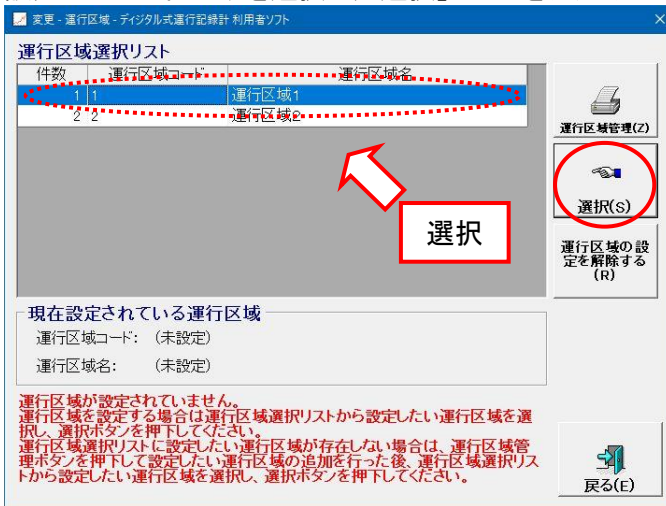 変更 - 運行区域 - ディジタル式運行記録計 利用者ソフト
運行区域選択リスト
件数 運行区域コード 運行区域名
1 1 運行区域1
2 2 運行区域2
運行区域管理(Z)
選択(S)
選択
運行区域の設
定を解除する
(R)
現在設定されている運行区域
運行区域コード: (未設定)
運行区域名: (未設定)
運行区域が設定されていません。
運行区域を設定する場合は運行区域選択リストから設定したい運行区域を選
択し、選択ボタンを押下してください。
運行区域選択リストに設定したい運行区域が存在しない場合は、運行区域管
理ボタンを押下して設定したい運行区域の追加を行った後、運行区域選択リス
トから設定したい運行区域を選択し、選択ボタンを押下してください。
戻る(E)